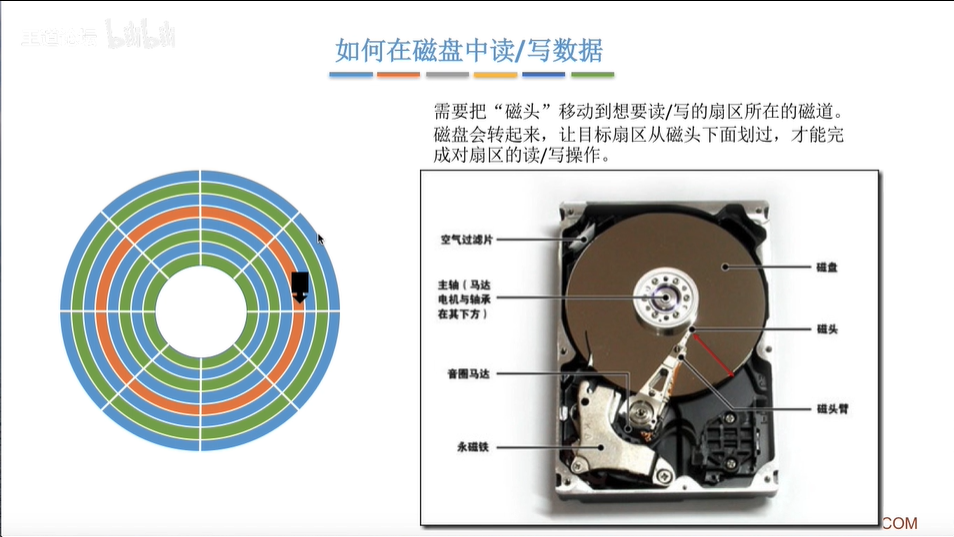 bilibili
如何在磁盘中读/写数据
需要把“磁头”移动到想要读/写的扇区所在的磁道。
磁盘会转起来，让目标扇区从磁头下面划过，才能完
成对扇区的读/写操作。
空气过滤片
磁盘
主轴（马达
电机与轴承
在其下方）
磁头
音圈马达
磁头臂
永磁铁
COM